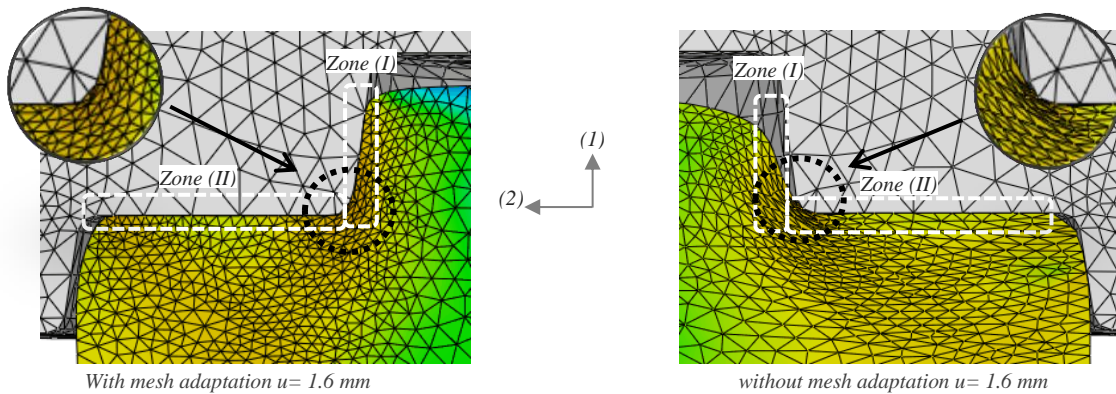 Zone (I)
Zone (II)
(1)
(2)
Zone (I)
Zone (II)
With mesh adaptation u= 1.6 mm
without mesh adaptation u= 1.6 mm